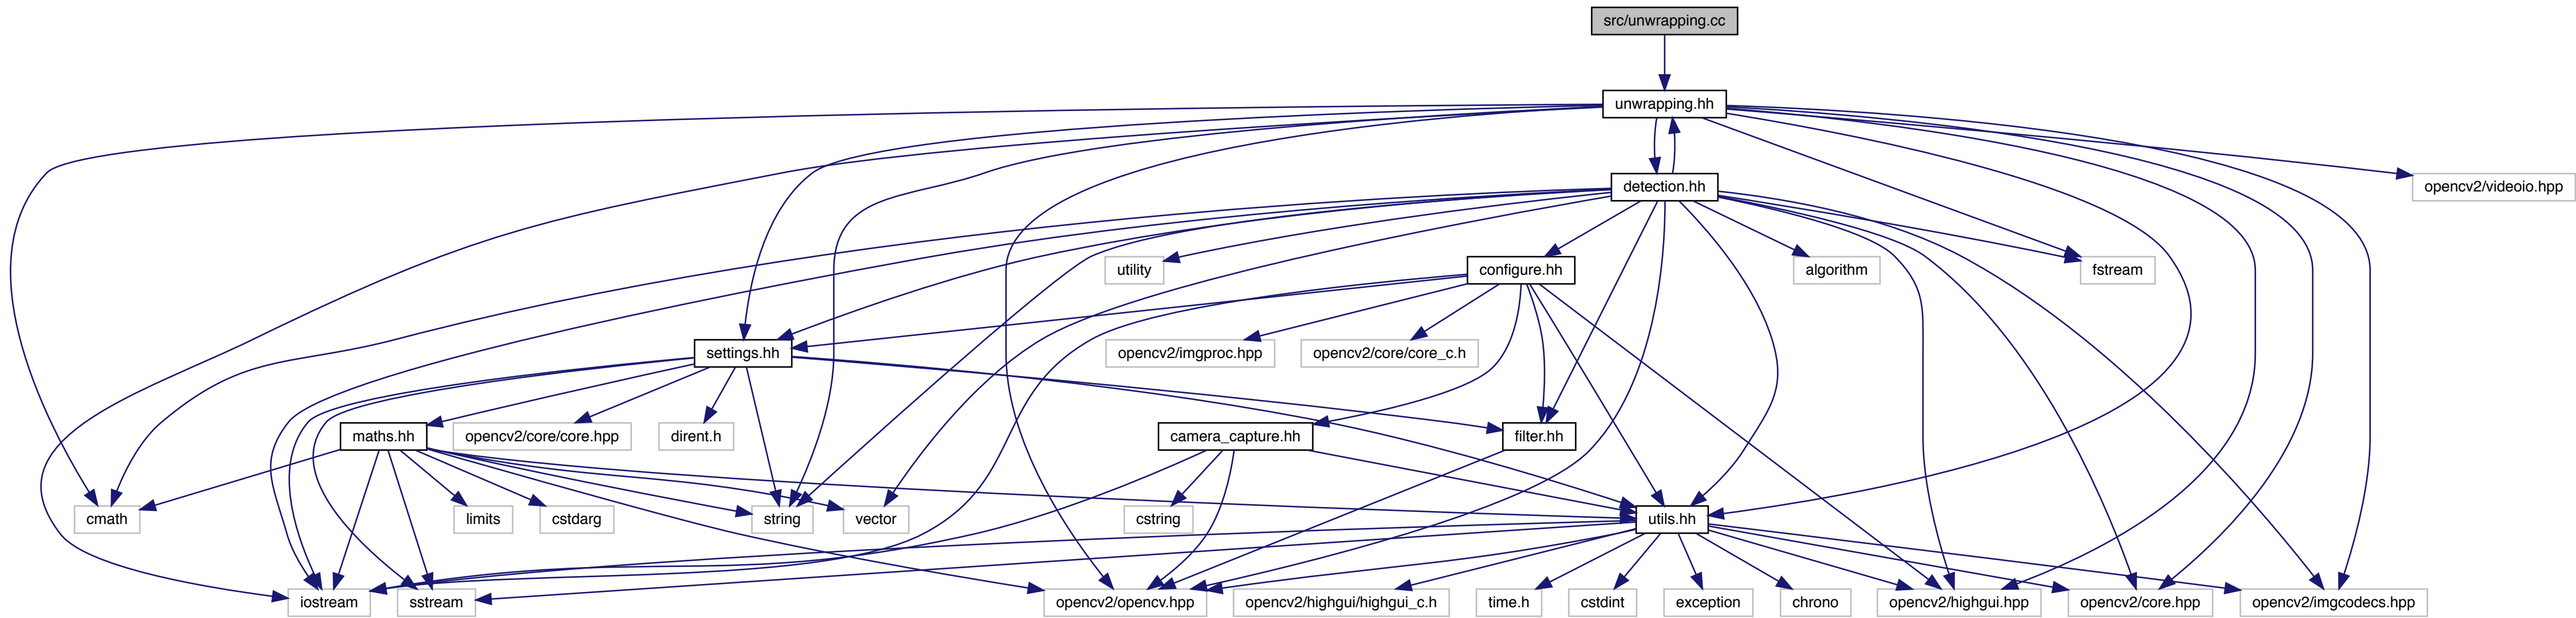 src/unwrapping.cc
unwrapping.hh
detection.hh
opencv2/videoio.hpp
utility
configure.hh
algorithm
fstream
settings.hh
opencv2/imgproc.hpp
opencv2/core/core_c.h
maths.hh
opencv2/core/core.hpp
dirent.h
camera_capture.hh
filter.hh
cmath
limits
cstdarg
string
vector
cstring
utils.hh
iostream
sstream
opencv2/opencv.hpp
opencv2/highgui/highgui_c.h
time.h
cstdint
exception
chrono
opencv2/highgui.hpp
opencv2/core.hpp
opencv2/imgcodecs.hpp